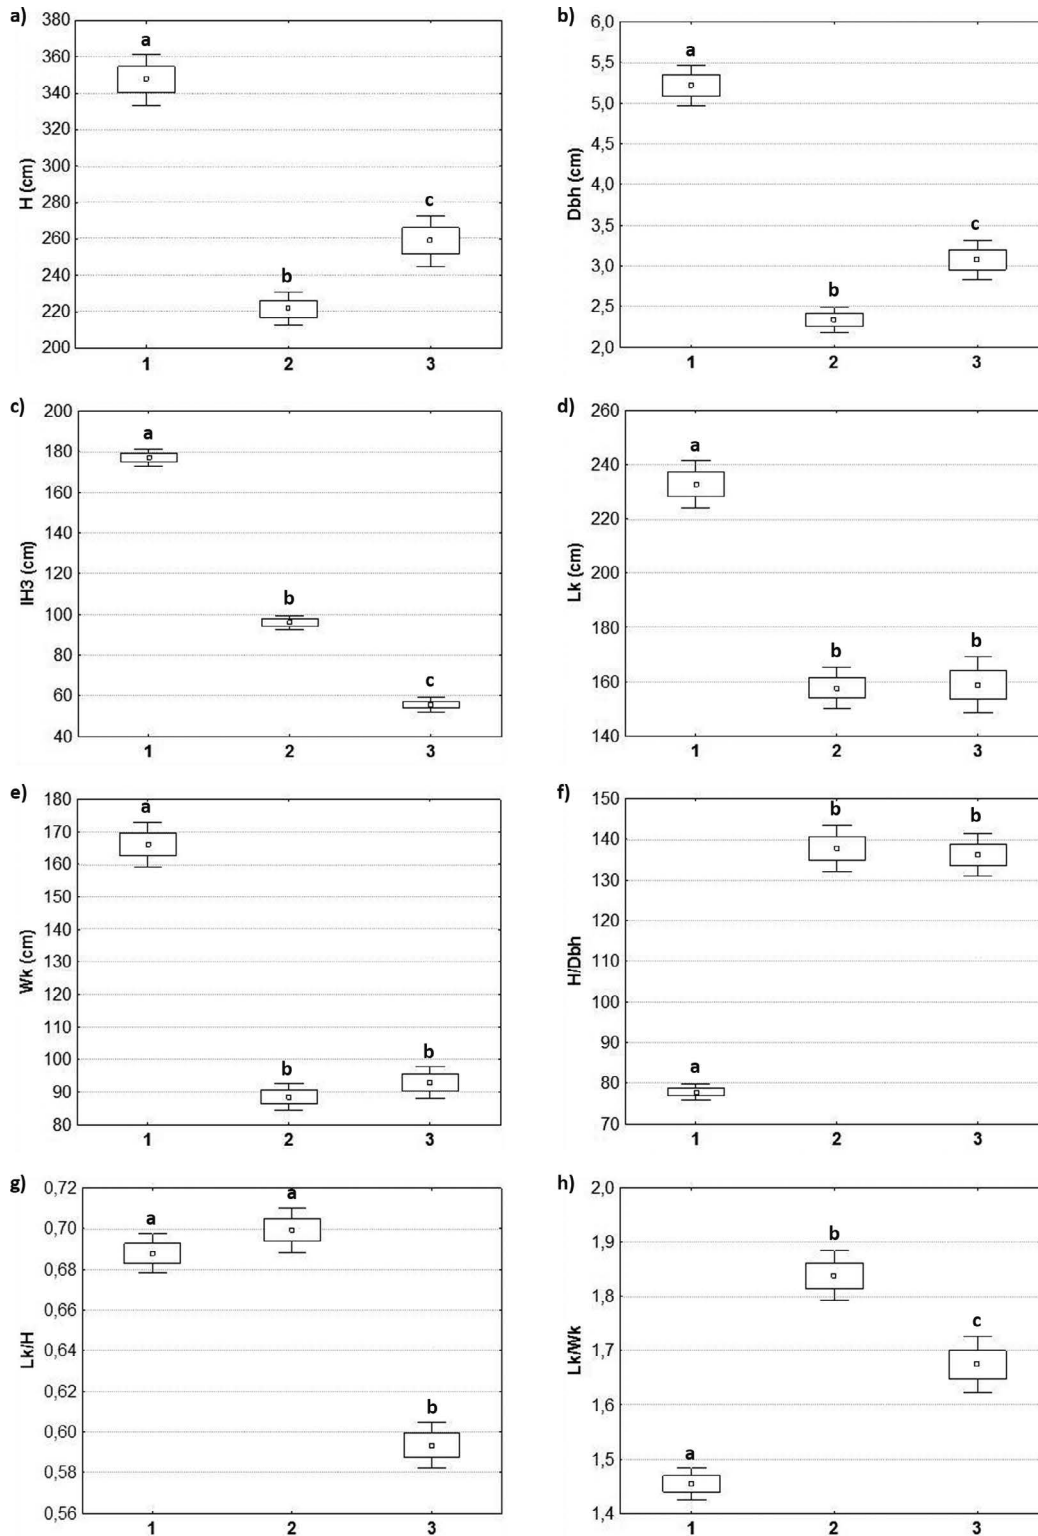 a)
380
360
340
320
300
280
260
240
220
200
H (cm)
a
b
c
1 2 3
b)
6,0
5,5
5,0
4,5
4,0
3,5
3,0
2,5
2,0
Dbh (cm)
a
b
c
1 2 3
c)
200
180
160
140
120
100
80
60
40
IH3 (cm)
a
b
c
1 2 3
d)
260
240
220
200
180
160
140
Lk (cm)
a
b
b
1 2 3
e)
180
170
160
150
140
130
120
110
100
90
80
Wk (cm)
a
b
b
1 2 3
f)
150
140
130
120
110
100
90
80
70
H/Dbh
a
b
b
1 2 3
g)
0,72
0,70
0,68
0,66
0,64
0,62
0,60
0,58
0,56
Lk/H
a
a
b
1 2 3
h)
2,0
1,9
1,8
1,7
1,6
1,5
1,4
Lk/Wk
a
b
c
1 2 3